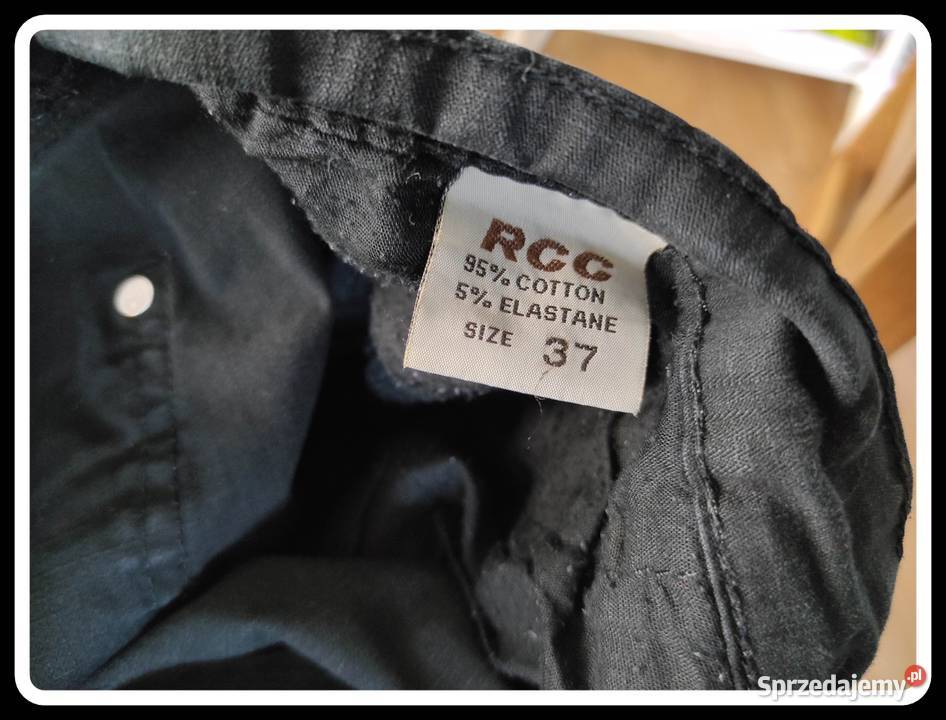 RCC
95% COTTON
5% ELASTANE
SIZE 37
Sprzedajemy.pl